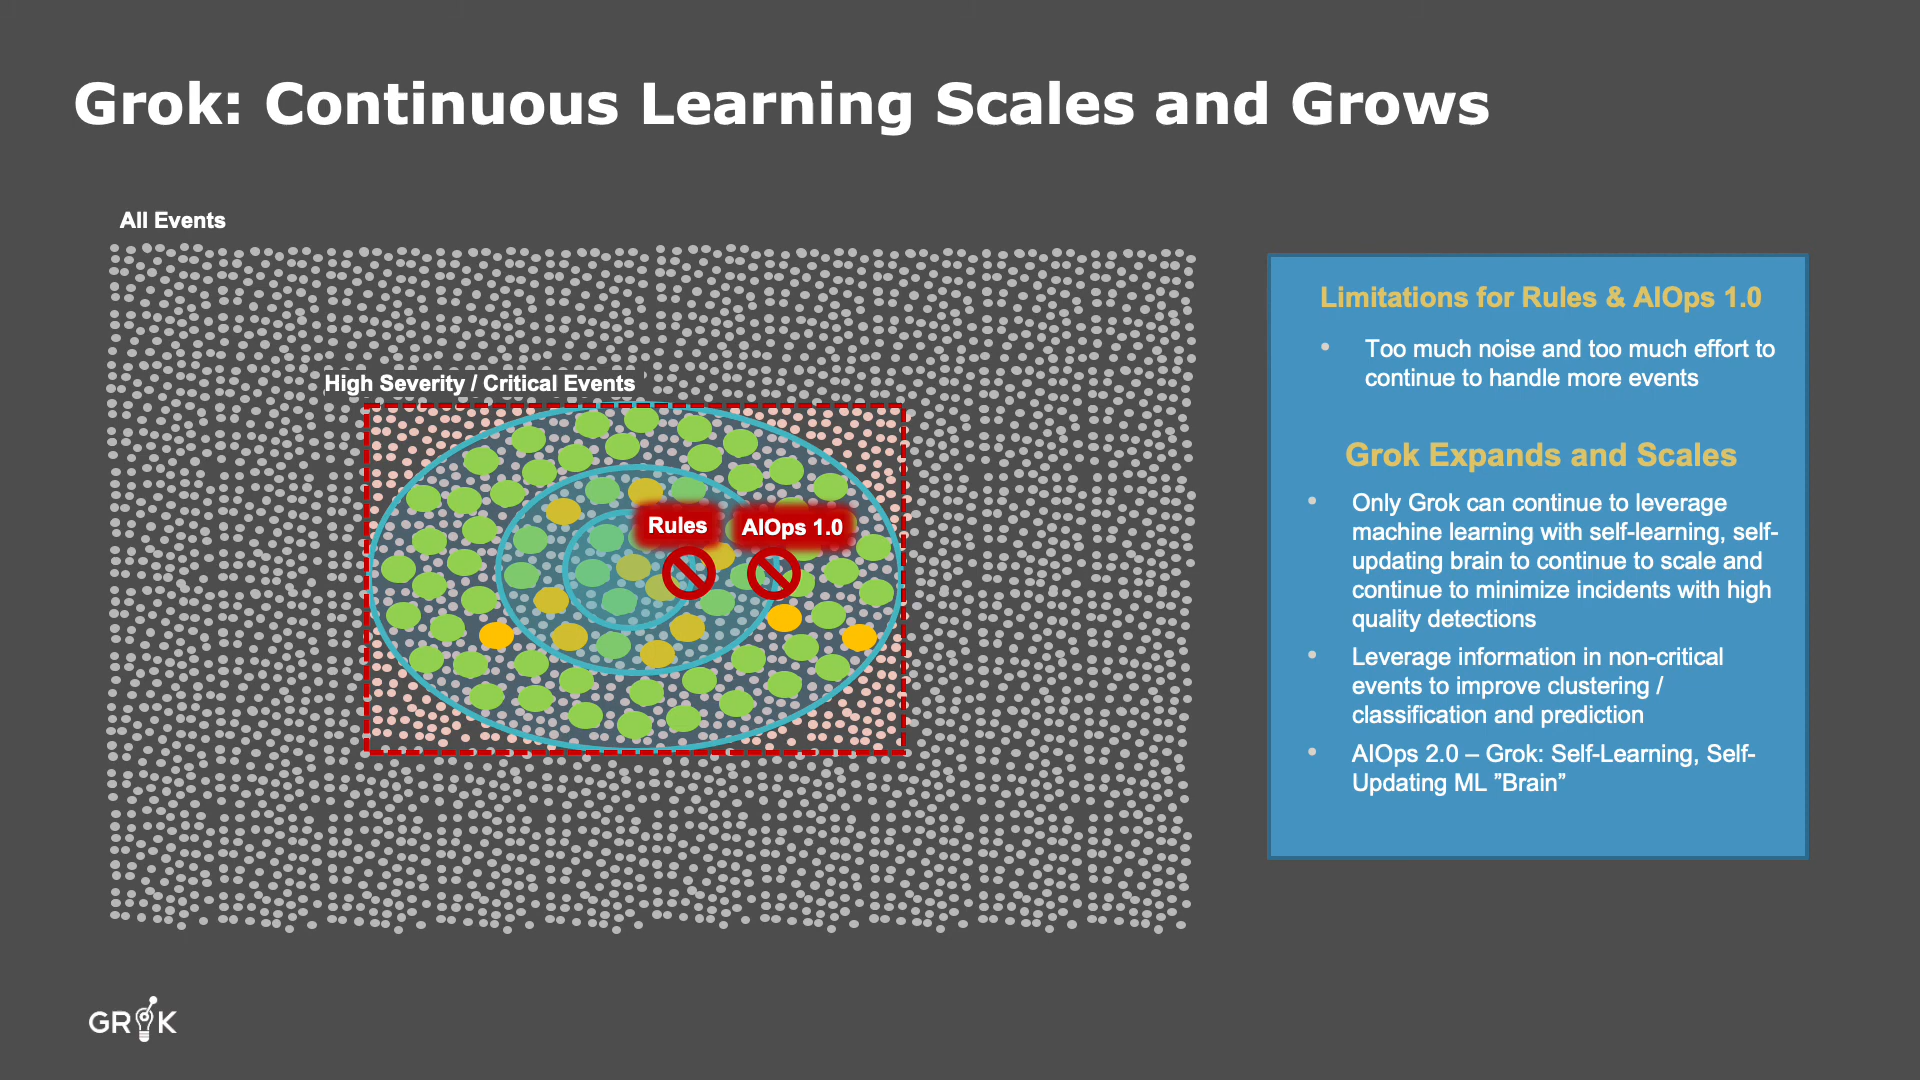 Grok: Continuous Learning Scales and Grows
All Events
High Severity / Critical Events
Rules
AIOps 1.0
Limitations for Rules & AIOps 1.0
• Too much noise and too much effort to
continue to handle more events
Grok Expands and Scales
• Only Grok can continue to leverage
machine learning with self-learning, self-
updating brain to continue to scale and
continue to minimize incidents with high
quality detections
• Leverage information in non-critical
events to improve clustering /
classification and prediction
• AIOps 2.0 – Grok: Self-Learning, Self-
Updating ML ”Brain”
GROK